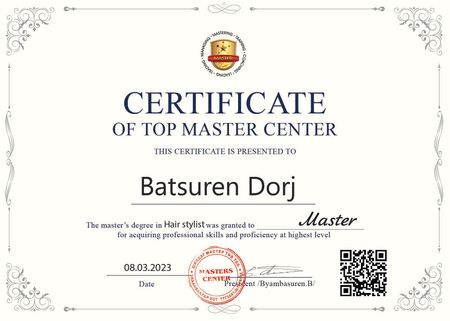 MASTER
CERTIFICATE
OF TOP MASTER CENTER
THIS CERTIFICATE IS PRESENTED TO
Batsuren Dorj
The master's degree in Hair stylist was granted to Master
for acquiring professional skills and proficiency at highest level
MASTERS
CENTER
08.03.2023
Date
President /Byambasuren.B/